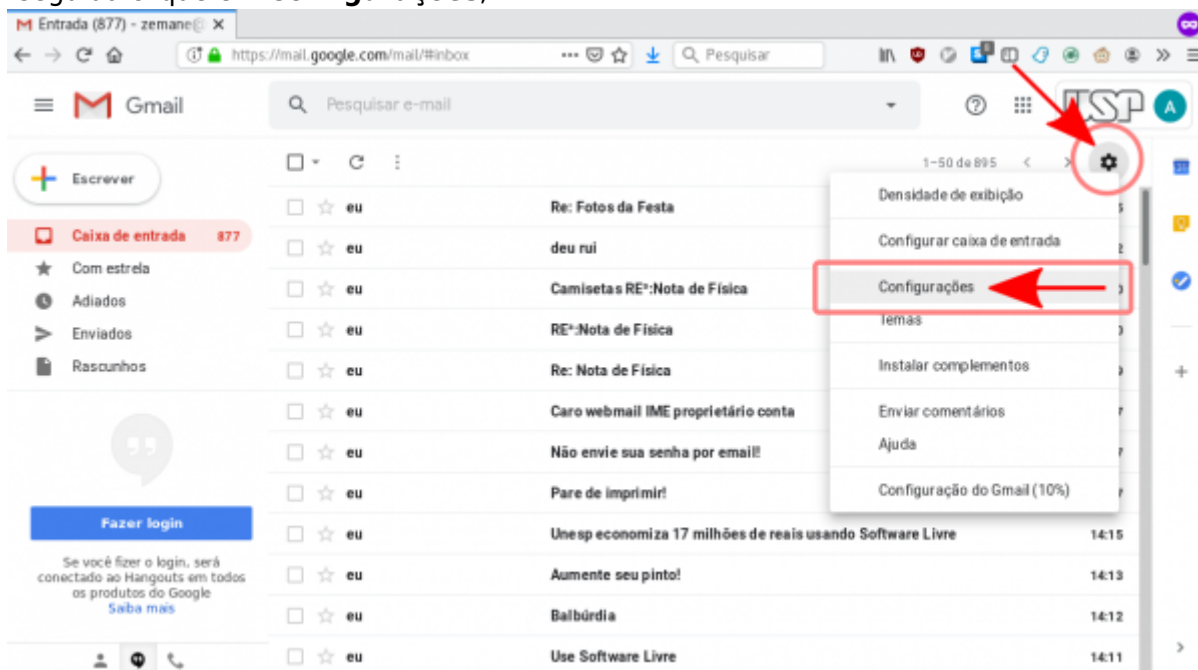 Configurações,
Entrada (877) - zemane@
https://mail.google.com/mail/#inbox
Pesquisar
Gmail
Pesquisar e-mail
USP
A
Escrever
1-50 de 895
Caixa de entrada 877
Com estrela
Adiados
Enviados
Rascunhos
Densidade de exibição
Configurar caixa de entrada
Configurações
Temas
Instalar complementos
Enviar comentários
Ajuda
Configuração do Gmail (10%)
eu Re: Fotos da Festa
eu deu rui
eu Camisetas REª:Nota de Física
eu REª:Nota de Física
eu Re: Nota de Física
eu Caro webmail IME proprietário conta
eu Não envie sua senha por email!
eu Pare de imprimir!
eu Unesp economiza 17 milhões de reais usando Software Livre 14:15
eu Aumente seu pinto! 14:13
eu Balbúrdia 14:12
eu Use Software Livre 14:11
Fazer login
Se você fizer o login, será
conectado ao Hangouts em todos
os produtos do Google
Saiba mais